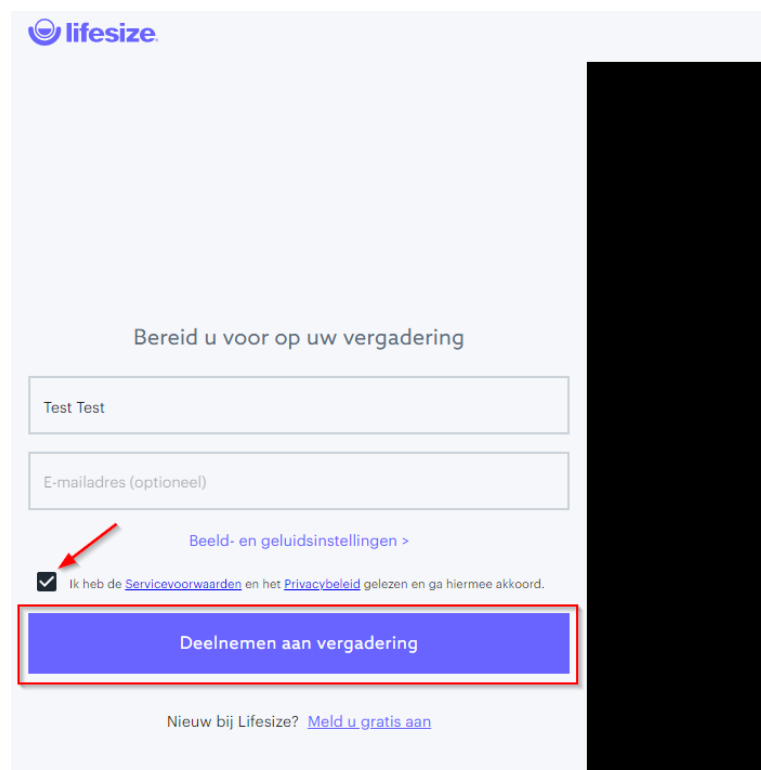 lifesize
Bereid u voor op uw vergadering
Test Test
E-mailadres (optioneel)
Beeld- en geluidsinstellingen >
Ik heb de Servicevoorwaarden en het Privacybeleid gelezen en ga hiermee akkoord.
Deelnemen aan vergadering
Nieuw bij Lifesize? Meld u gratis aan